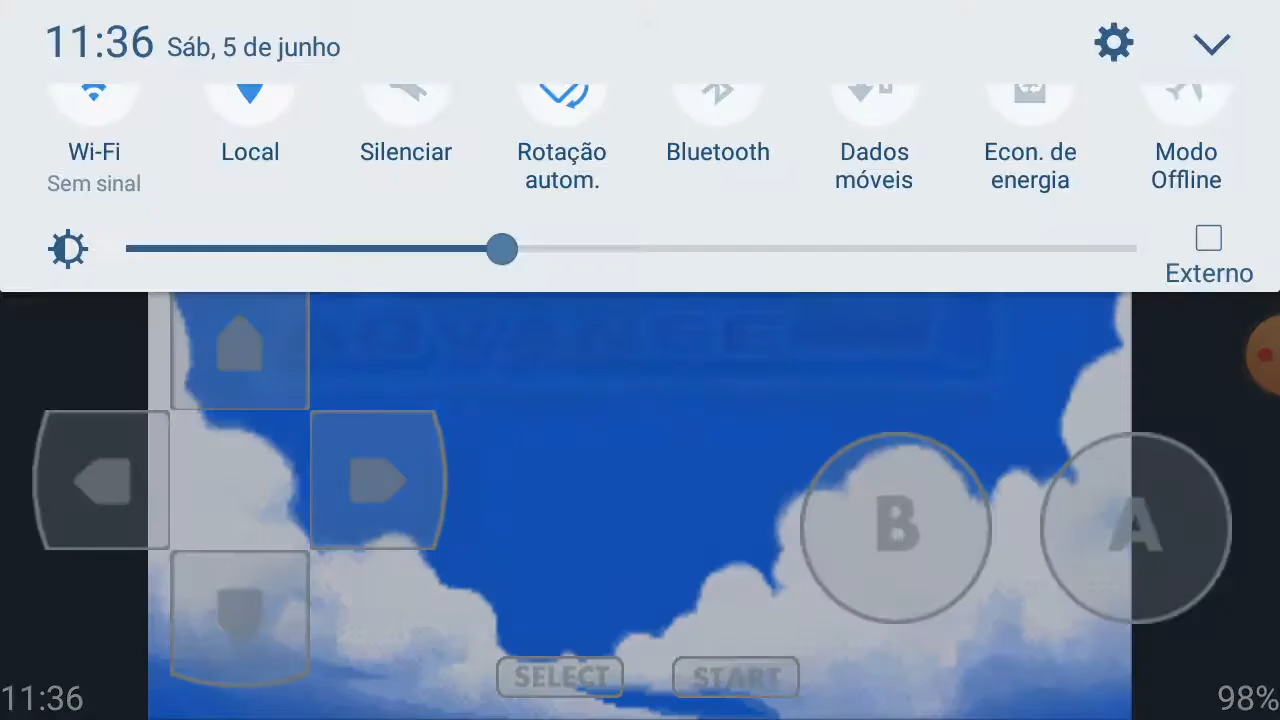 11:36 Sáb, 5 de junho
Wi-Fi Local Silenciar Rotação autom. Bluetooth Dados móveis Econ. de energia Modo Offline
Sem sinal
Externo
ADVANCE
B A
SELECT START
11:36 98%